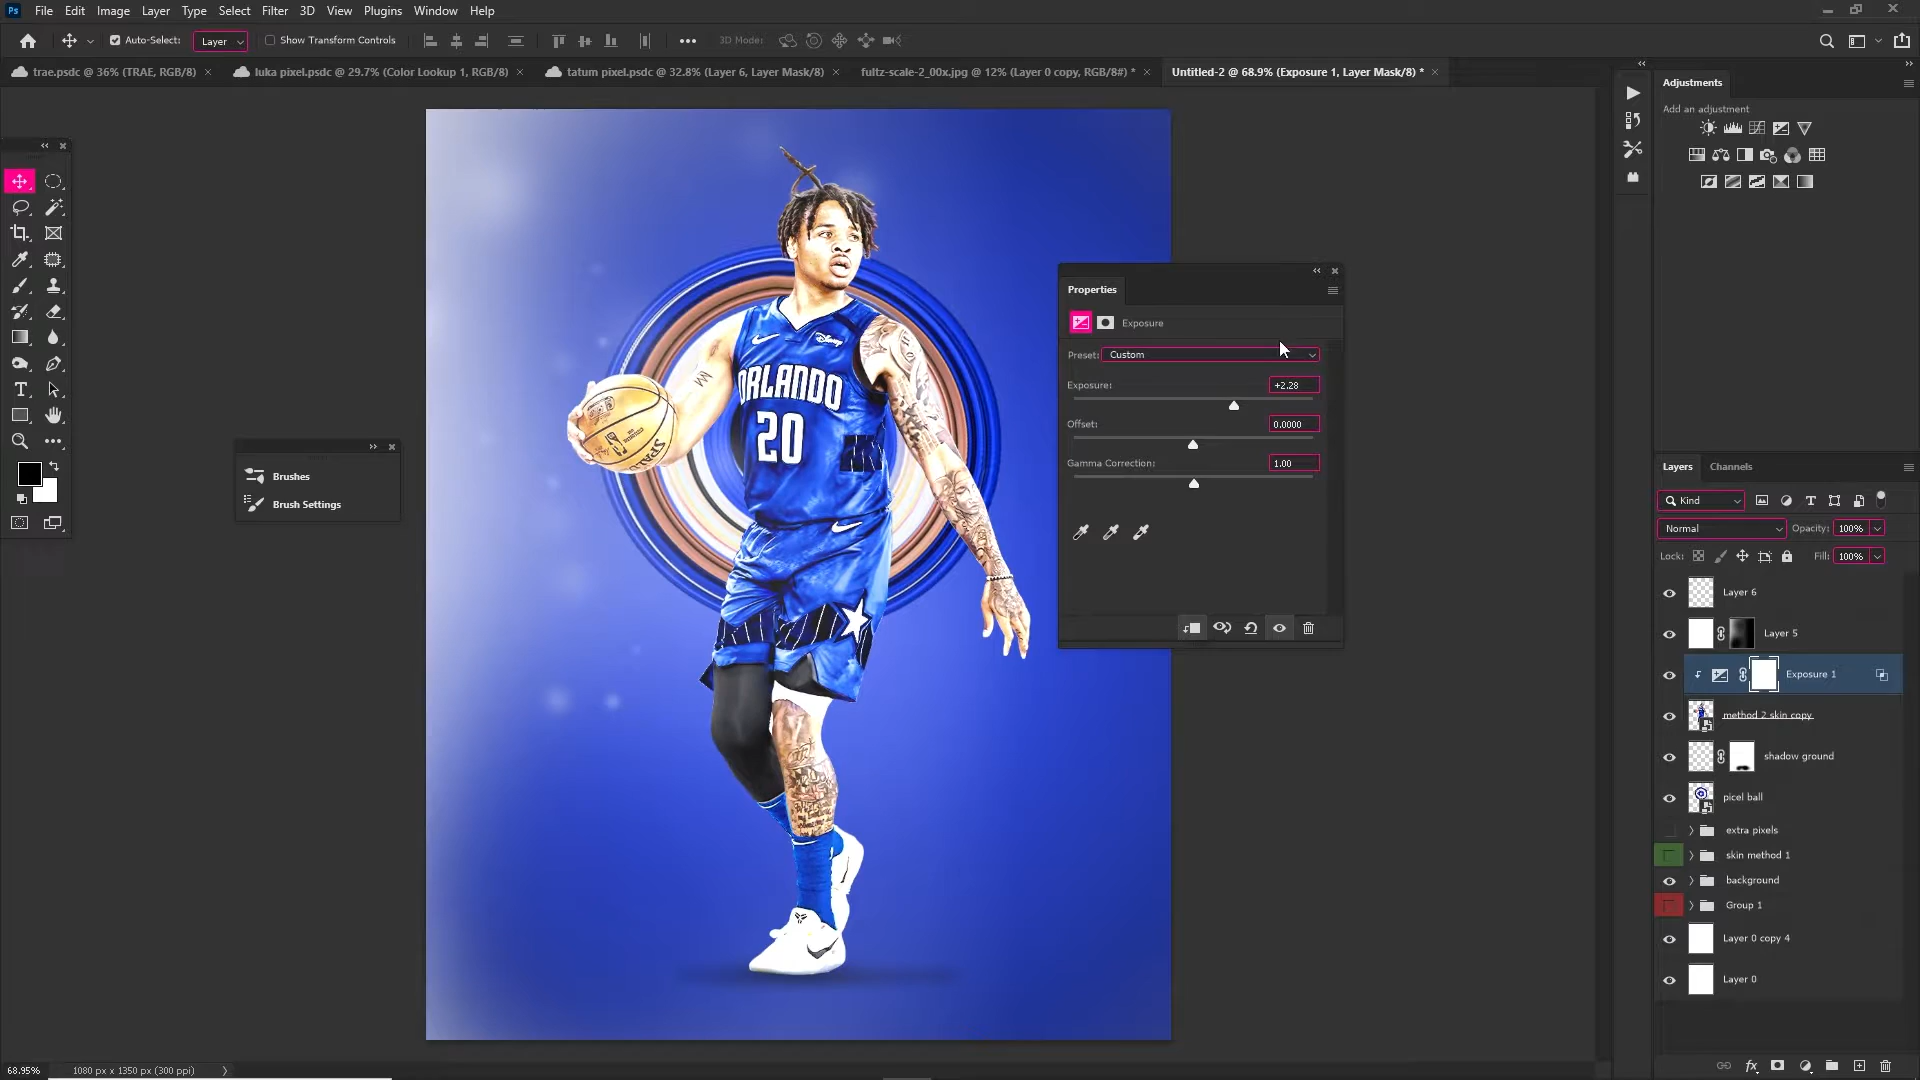 Ps File Edit Image Layer Type Select Filter 3D View Plugins Window Help
Auto-Select: Layer Show Transform Controls 3D Mode:
trae.psdc @ 36% (TRAE, RGB/8) × luka pixel.psdc @ 29.7% (Color Lookup 1, RGB/8) × tatum pixel.psdc @ 32.8% (Layer 6, Layer Mask/8) × fultz-scale-2_00x.jpg @ 12% (Layer 0 copy, RGB/8#) * × Untitled-2 @ 68.9% (Exposure 1, Layer Mask/8) * ×
Adjustments
Add an adjustment
Disney
ORLANDO
20
SPALDING
Brushes
Brush Settings
Properties
Exposure
Preset: Custom
Exposure: +2.28
Offset: 0.0000
Gamma Correction: 1.00
Layers Channels
Kind
Normal Opacity: 100%
Lock: Fill: 100%
Layer 6
Layer 5
Exposure 1
method 2 skin copy
shadow ground
picel ball
extra pixels
skin method 1
background
Group 1
Layer 0 copy 4
Layer 0
68.95% 1080 px x 1350 px (300 ppi)